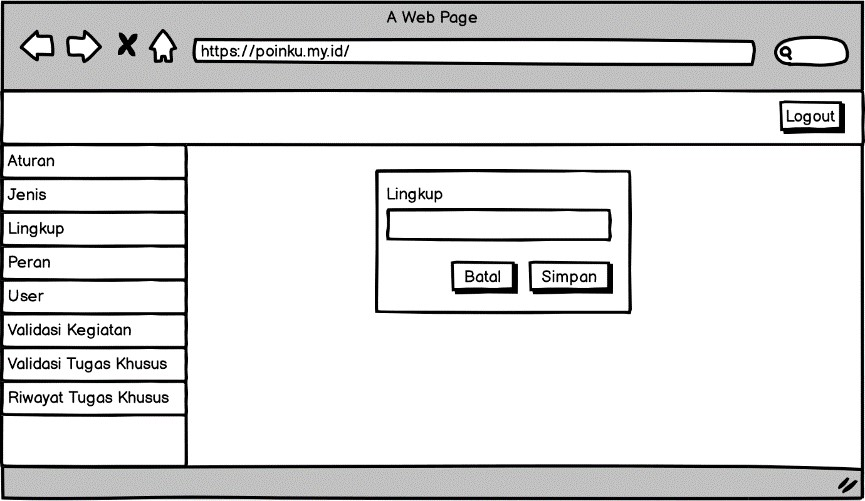 A Web Page
https://poinku.my.id/
Logout
Aturan
Jenis
Lingkup
Peran
User
Validasi Kegiatan
Validasi Tugas Khusus
Riwayat Tugas Khusus
Lingkup
Batal Simpan